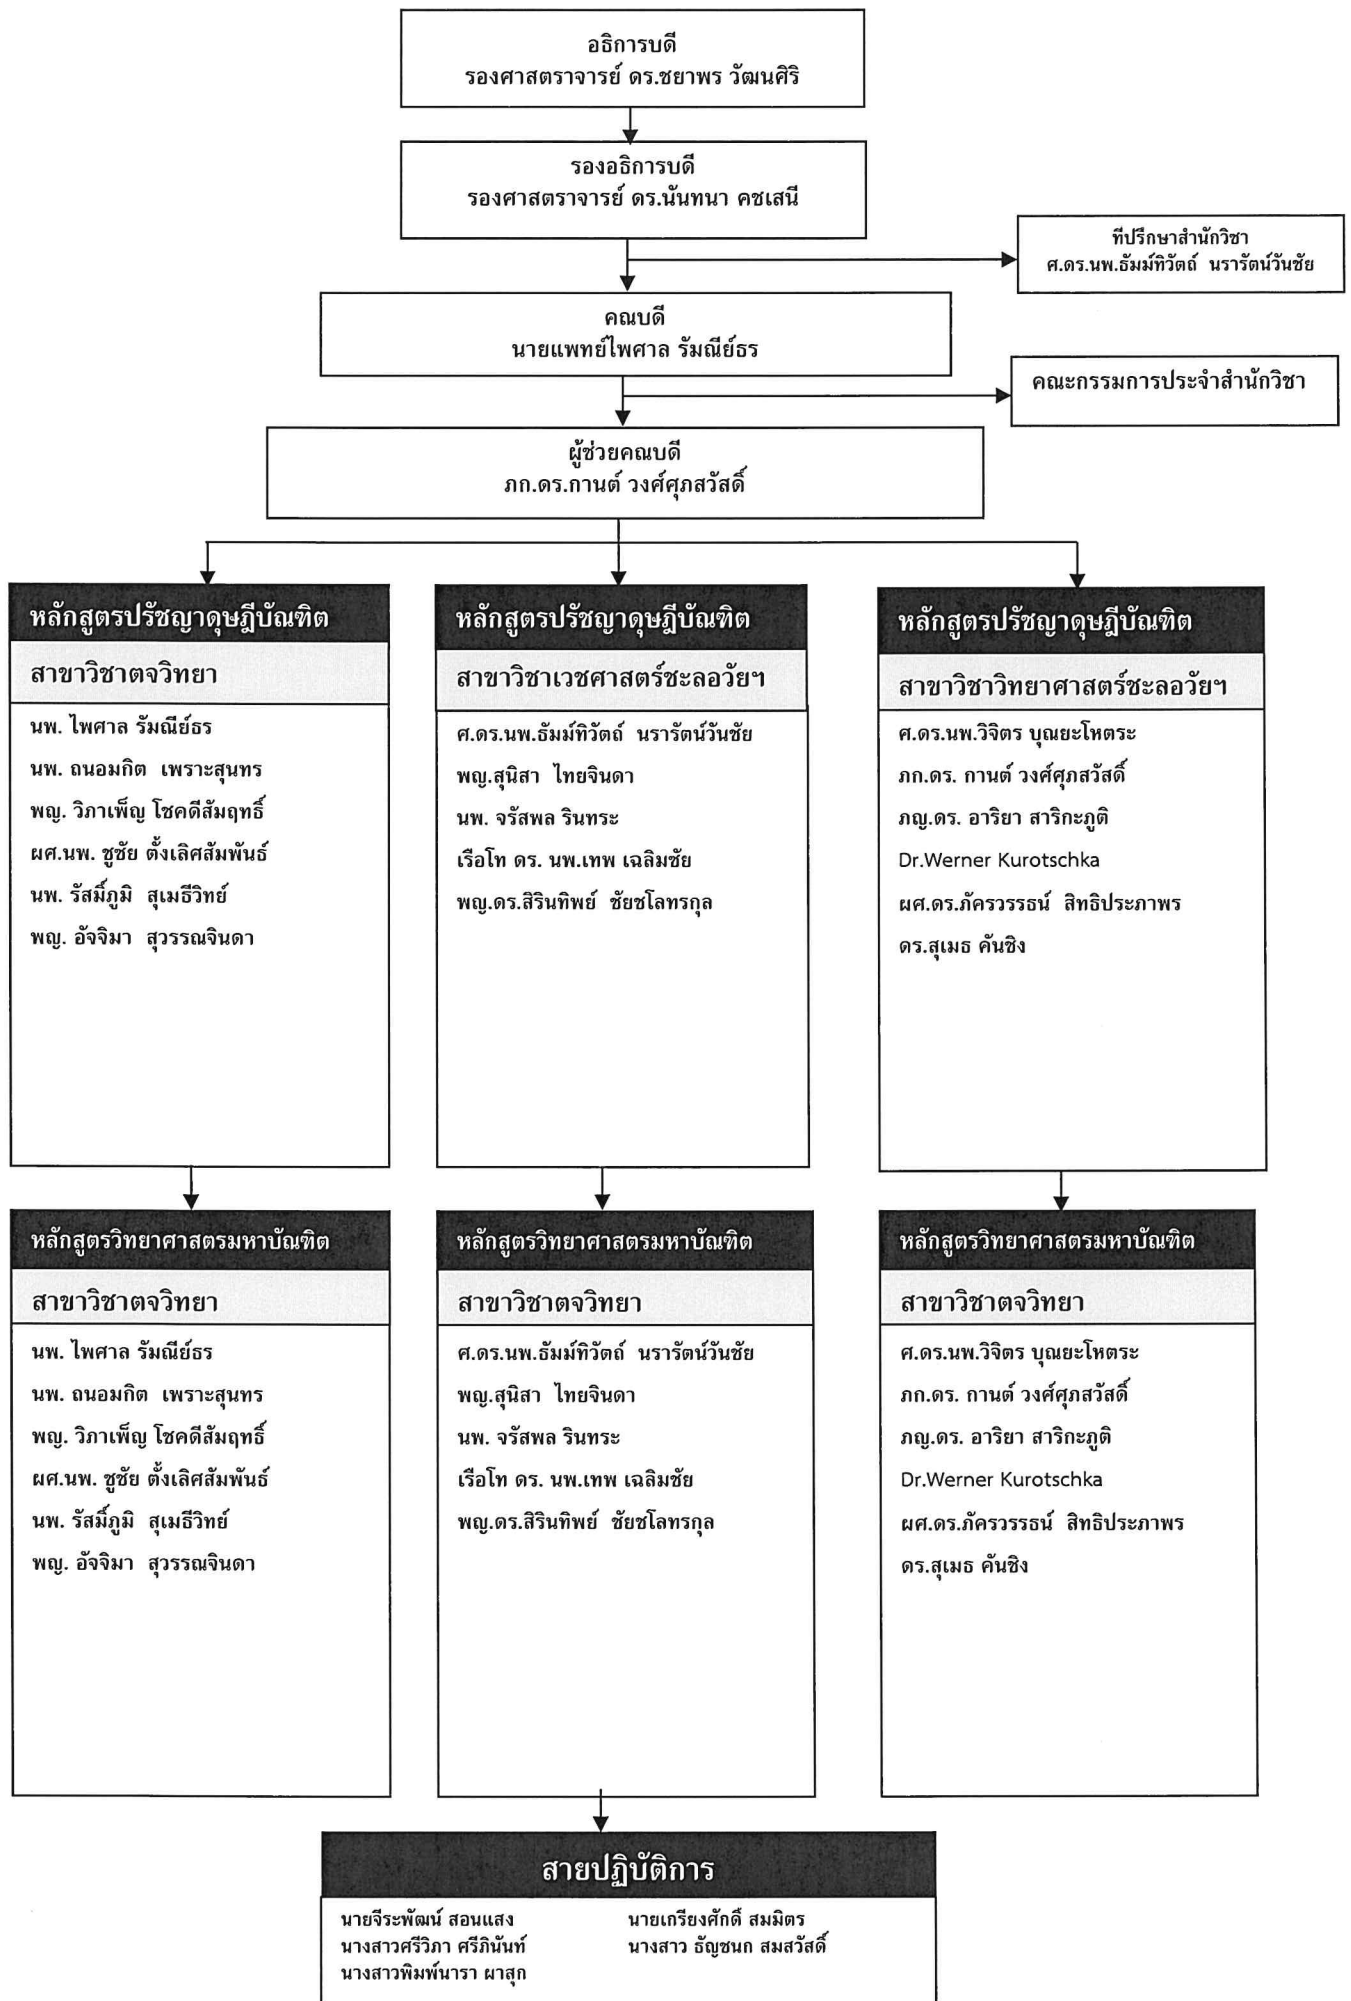 อธิการบดี
รองศาสตราจารย์ ดร.ชยาพร วัฒนศิริ
รองอธิการบดี
รองศาสตราจารย์ ดร.นันทนา คชเสนี
ที่ปรึกษาสำนักวิชา
ศ.ดร.นพ.ธัมม์ทิวัตถ์ นรารัตน์วันชัย
คณบดี
นายแพทย์ไพศาล รัมณีย์ธร
คณะกรรมการประจำสำนักวิชา
ผู้ช่วยคณบดี
ภก.ดร.กานต์ วงศ์ศุภสวัสดิ์
หลักสูตรปรัชญาดุษฎีบัณฑิต
สาขาวิชาตจวิทยา
นพ. ไพศาล รัมณีย์ธร
นพ. ถนอมกิต เพราะสุนทร
พญ. วิภาเพ็ญ โชคดีสัมฤทธิ์
ผศ.นพ. ชูชัย ตั้งเลิศสัมพันธ์
นพ. รัสมิ์ภูมิ สุเมธีวิทย์
พญ. อัจจิมา สุวรรณจินดา
หลักสูตรปรัชญาดุษฎีบัณฑิต
สาขาวิชาเวชศาสตร์ชะลอวัยฯ
ศ.ดร.นพ.ธัมม์ทิวัตถ์ นรารัตน์วันชัย
พญ.สุนิสา ไทยจินดา
นพ. จรัสพล รินทระ
เรือโท ดร. นพ.เทพ เฉลิมชัย
พญ.ดร.สิรินทิพย์ ชัยชโลทรกุล
หลักสูตรปรัชญาดุษฎีบัณฑิต
สาขาวิชาวิทยาศาสตร์ชะลอวัยฯ
ศ.ดร.นพ.วิจิตร บุณยะโหตระ
ภก.ดร. กานต์ วงศ์ศุภสวัสดิ์
ภญ.ดร. อาริยา สาริกะภูติ
Dr.Werner Kurotschka
ผศ.ดร.ภัครวรรธน์ สิทธิประภาพร
ดร.สุเมธ คันชิง
หลักสูตรวิทยาศาสตรมหาบัณฑิต
สาขาวิชาตจวิทยา
นพ. ไพศาล รัมณีย์ธร
นพ. ถนอมกิต เพราะสุนทร
พญ. วิภาเพ็ญ โชคดีสัมฤทธิ์
ผศ.นพ. ชูชัย ตั้งเลิศสัมพันธ์
นพ. รัสมิ์ภูมิ สุเมธีวิทย์
พญ. อัจจิมา สุวรรณจินดา
หลักสูตรวิทยาศาสตรมหาบัณฑิต
สาขาวิชาตจวิทยา
ศ.ดร.นพ.ธัมม์ทิวัตถ์ นรารัตน์วันชัย
พญ.สุนิสา ไทยจินดา
นพ. จรัสพล รินทระ
เรือโท ดร. นพ.เทพ เฉลิมชัย
พญ.ดร.สิรินทิพย์ ชัยชโลทรกุล
หลักสูตรวิทยาศาสตรมหาบัณฑิต
สาขาวิชาตจวิทยา
ศ.ดร.นพ.วิจิตร บุณยะโหตระ
ภก.ดร. กานต์ วงศ์ศุภสวัสดิ์
ภญ.ดร. อาริยา สาริกะภูติ
Dr.Werner Kurotschka
ผศ.ดร.ภัครวรรธน์ สิทธิประภาพร
ดร.สุเมธ คันชิง
สายปฏิบัติการ
นายจีระพัฒน์ สอนแสง นายเกรียงศักดิ์ สมมิตร
นางสาวศรีวิภา ศรีภินันท์ นางสาว ธัญชนก สมสวัสดิ์
นางสาวพิมพ์นารา ผาสุก